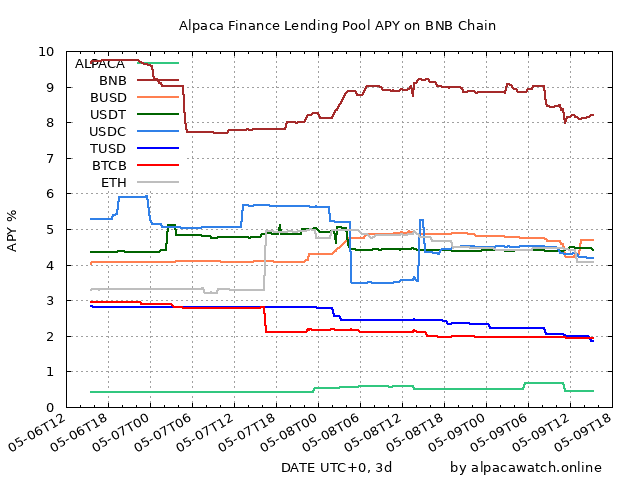 Alpaca Finance Lending Pool APY on BNB Chain
10
9
8
7
6
5
4
3
2
1
0
APY %
ALPACA
BNB
BUSD
USDT
USDC
TUSD
BTCB
ETH
05-06T12
05-06T18
05-07T00
05-07T06
05-07T12
05-07T18
05-08T00
05-08T06
05-08T12
05-08T18
05-09T00
05-09T06
05-09T12
05-09T18
DATE UTC+0, 3d
by alpacawatch.online